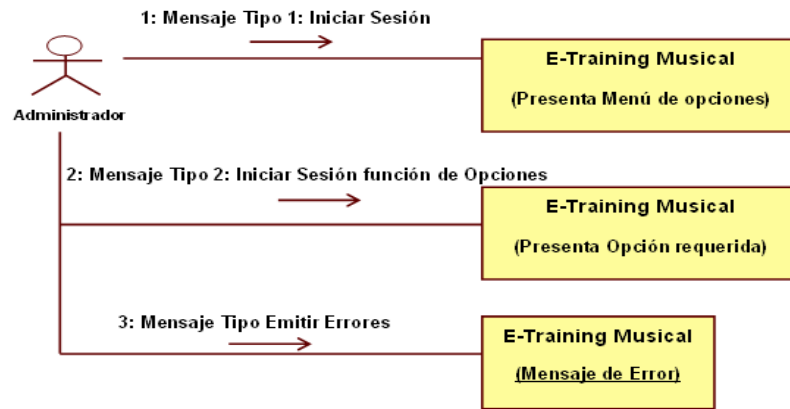 1: Mensaje Tipo 1: Iniciar Sesión
E-Training Musical
(Presenta Menú de opciones)
Administrador
2: Mensaje Tipo 2: Iniciar Sesión función de Opciones
E-Training Musical
(Presenta Opción requerida)
3: Mensaje Tipo Emitir Errores
E-Training Musical
(Mensaje de Error)